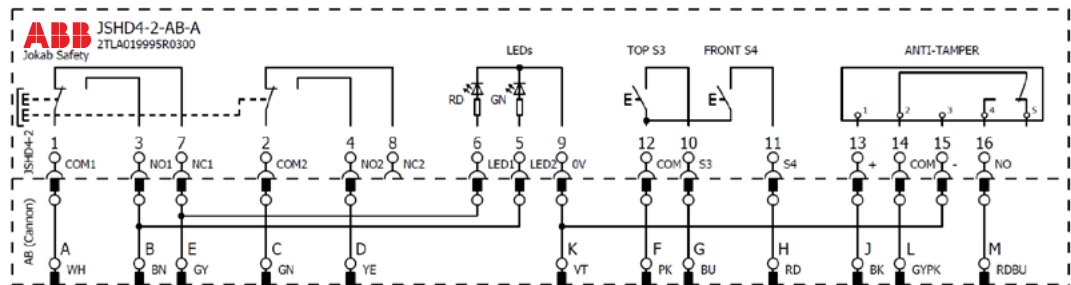 ABB JSHD4-2-AB-A
2TLA019995R0300
Jokab Safety
LEDs TOP S3 FRONT S4 ANTI-TAMPER
RD GN
1 2 3 4 5
JSHD4-2
1 3 7 2 4 8 6 5 9 12 10 11 13 14 15 16
COM1 NO1 NC1 COM2 NO2 NC2 LED1 LED2 0V COM S3 S4 + COM - NO
AB (Cannon)
A B E C D K F G H J L M
WH BN GY GN YE VT PK BU RD BK GYPK RDBU